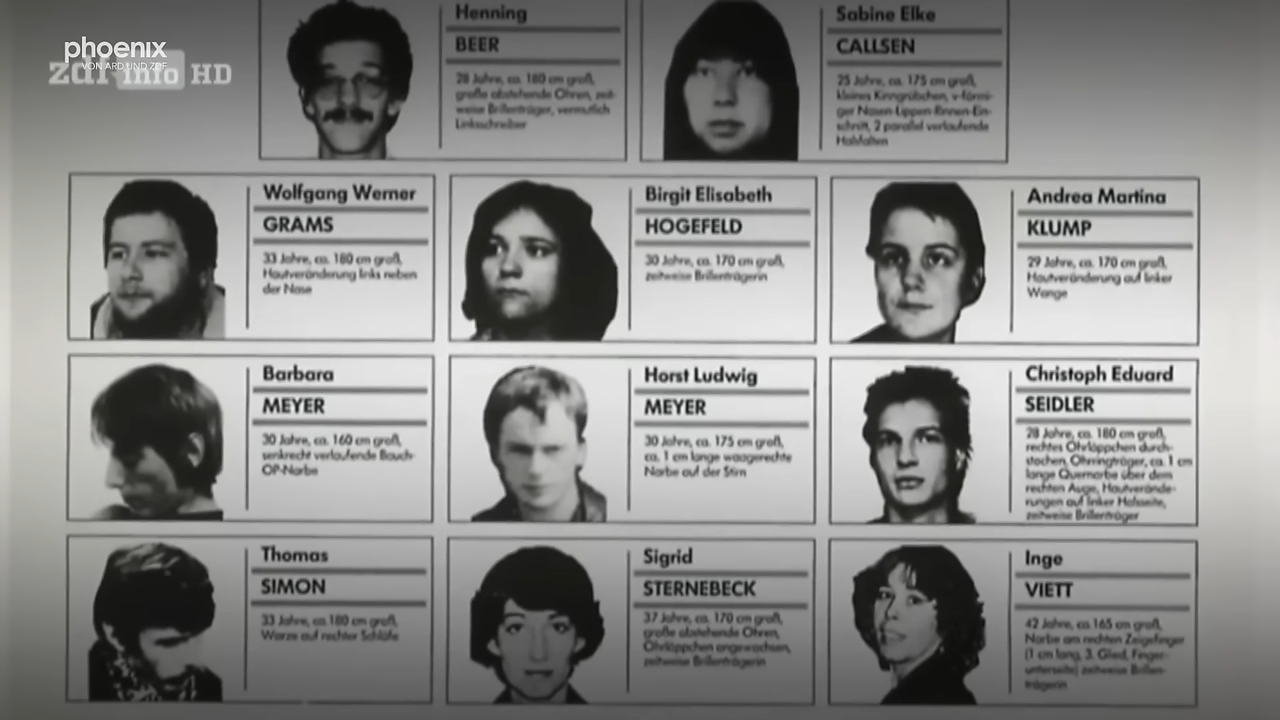 phoenix
VON ARD UND ZDF
zdf info HD
Henning
BEER
28 Jahre, ca. 180 cm groß,
große abstehende Ohren, zeit-
weise Brillenträger, vermutlich
Linksschreiber
Sabine Elke
CALLSEN
25 Jahre, ca. 175 cm groß,
kleines Kinngrübchen, v-förmi-
ger Nasen-Lippen-Rinnen-Ein-
schnitt, 2 parallel verlaufende
Halsfalten
Wolfgang Werner
GRAMS
33 Jahre, ca. 180 cm groß,
Hautveränderung links neben
der Nase
Birgit Elisabeth
HOGEFELD
30 Jahre, ca. 170 cm groß,
zeitweise Brillenträgerin
Andrea Martina
KLUMP
29 Jahre, ca. 170 cm groß,
Hautveränderung auf linker
Wange
Barbara
MEYER
30 Jahre, ca. 160 cm groß,
senkrecht verlaufende Bauch-
OP-Narbe
Horst Ludwig
MEYER
30 Jahre, ca. 175 cm groß,
ca. 1 cm lange waagerechte
Narbe auf der Stirn
Christoph Eduard
SEIDLER
28 Jahre, ca. 180 cm groß,
rechtes Ohrläppchen durch-
stochen, Ohrringträger, ca. 1 cm
lange Quernarbe über dem
rechten Auge, Hautverände-
rungen auf linker Halsseite,
zeitweise Brillenträger
Thomas
SIMON
33 Jahre, ca. 180 cm groß,
Warze auf rechter Schläfe
Sigrid
STERNEBECK
37 Jahre, ca. 170 cm groß,
große abstehende Ohren,
Ohrläppchen angewachsen,
zeitweise Brillenträgerin
Inge
VIETT
42 Jahre, ca. 165 cm groß,
Narbe am rechten Zeigefinger
(1 cm lang, 3. Glied, Finger-
unterseite) zeitweise Brillen-
trägerin